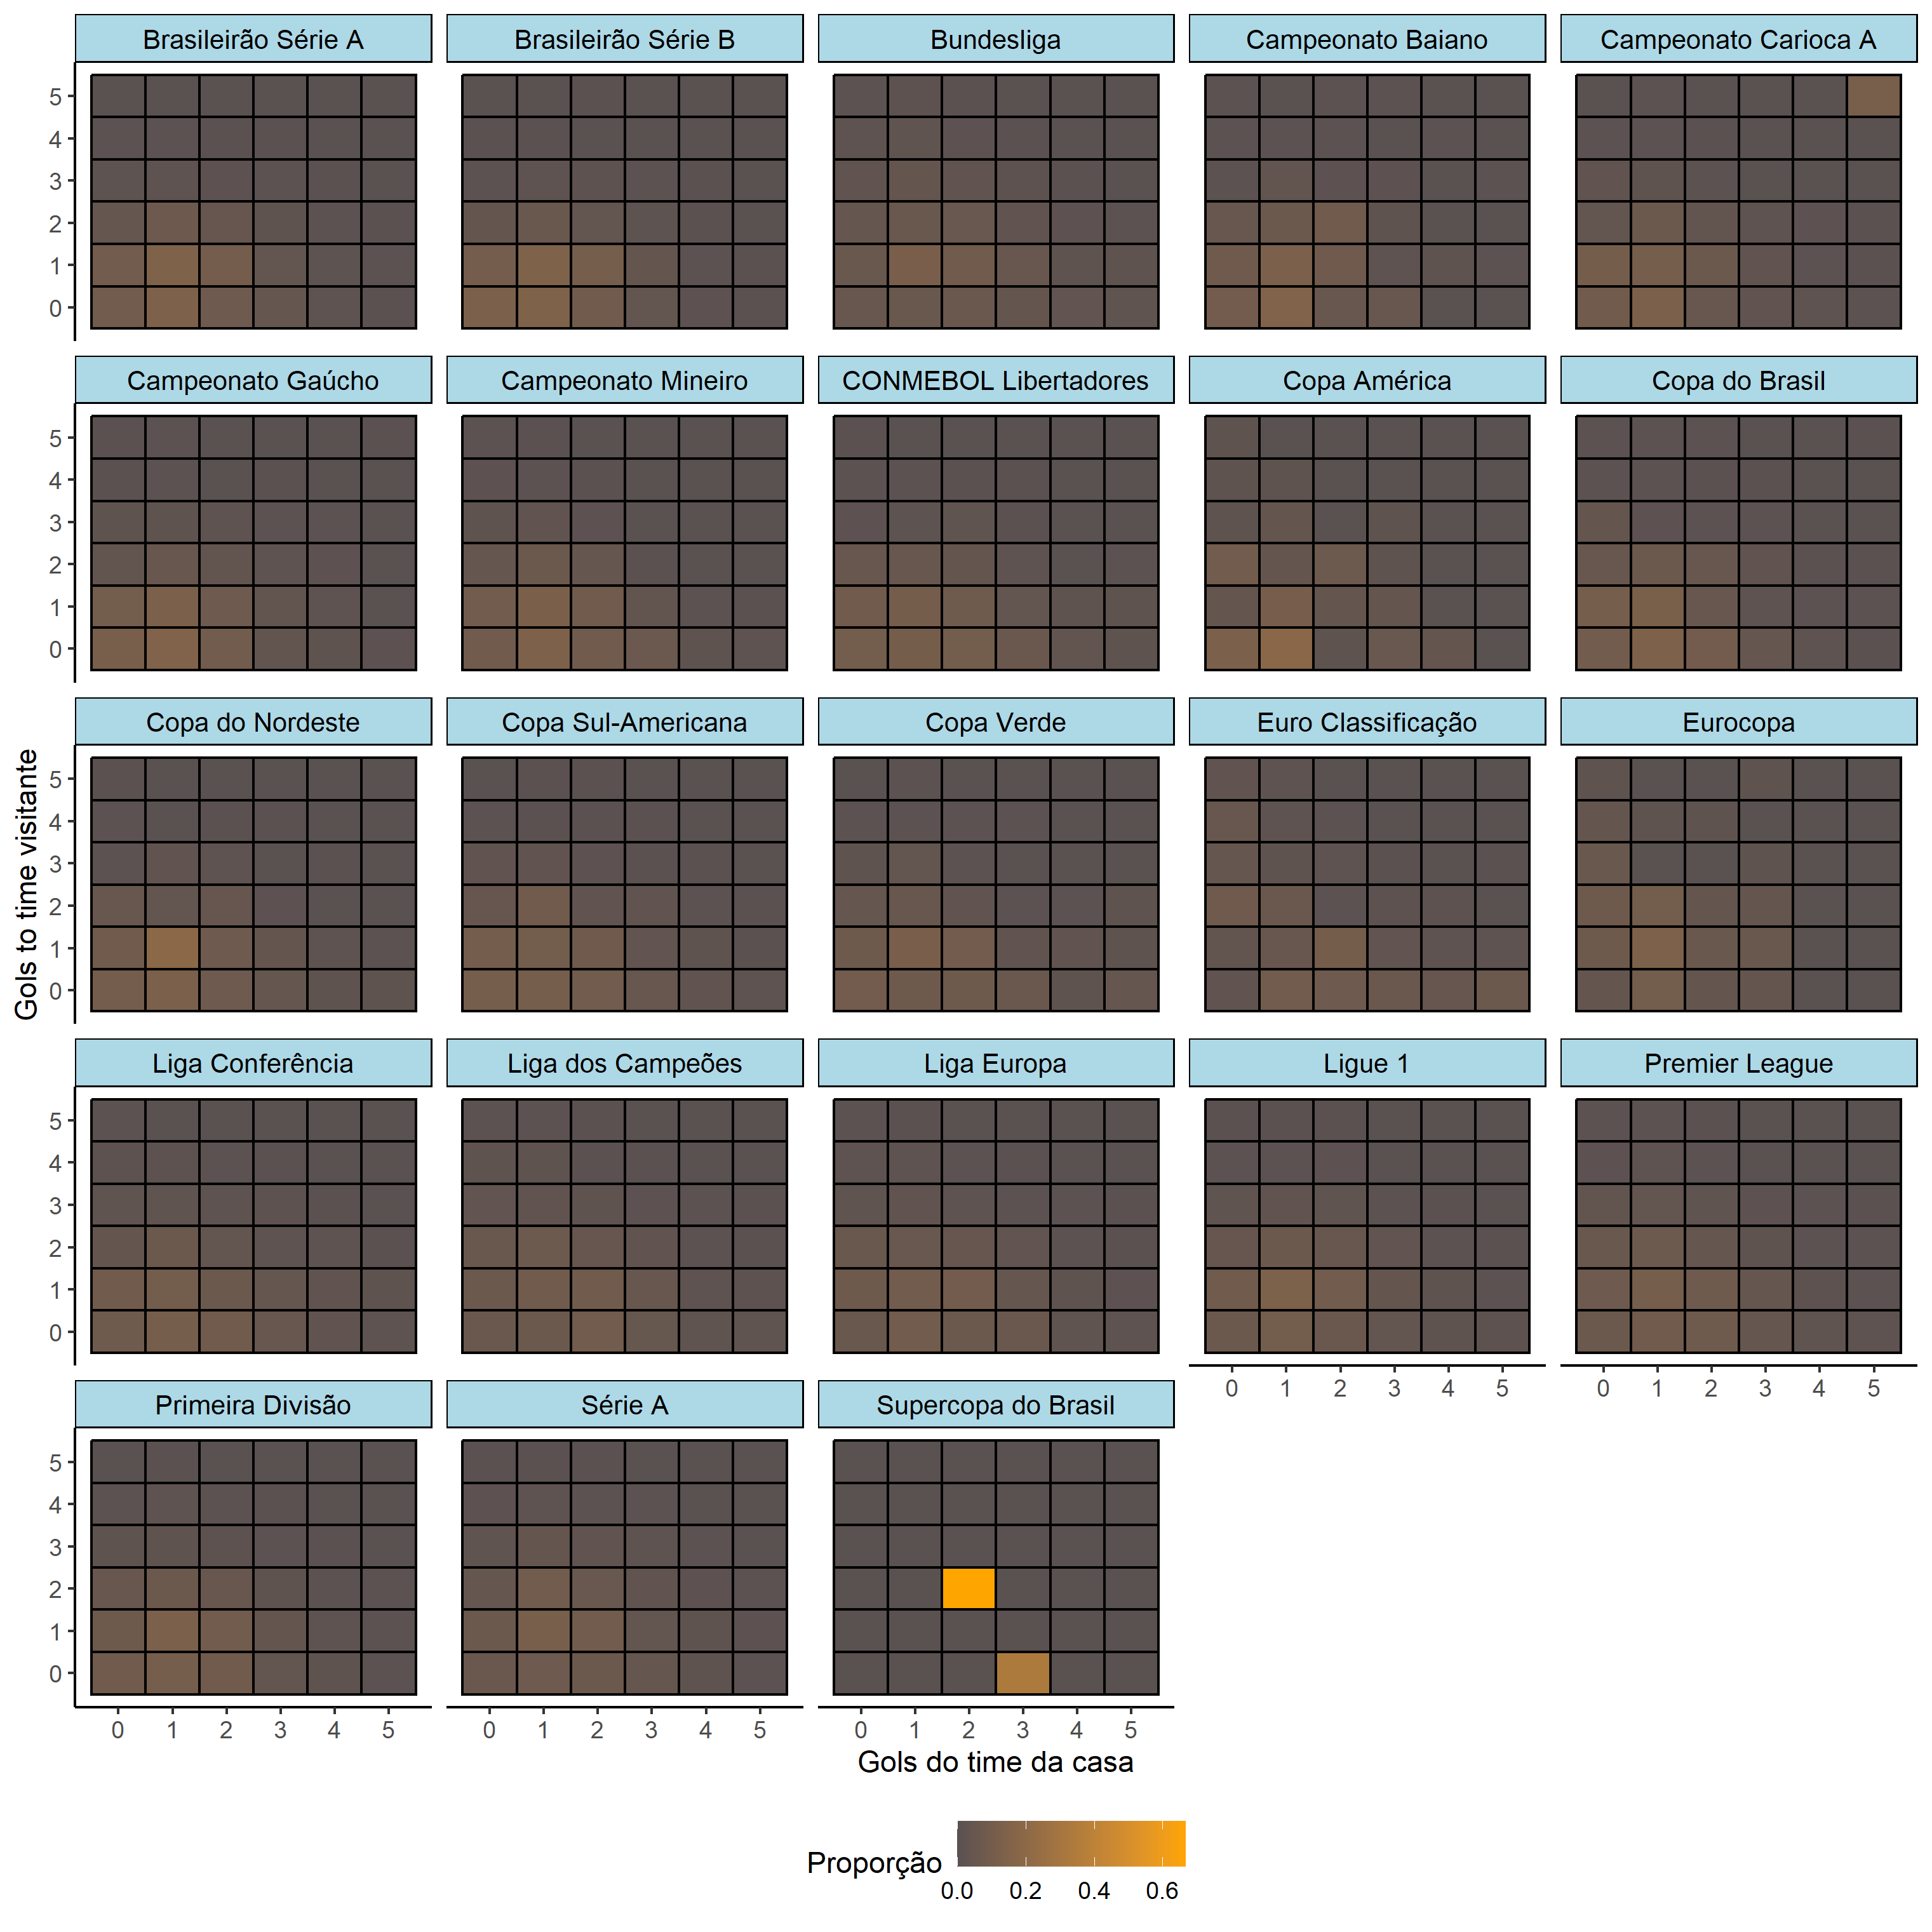 Brasileirão Série A
Brasileirão Série B
Bundesliga
Campeonato Baiano
Campeonato Carioca A
5
4
3
2
1
0
Campeonato Gaúcho
Campeonato Mineiro
CONMEBOL Libertadores
Copa América
Copa do Brasil
5
4
3
2
1
0
Copa do Nordeste
Copa Sul-Americana
Copa Verde
Euro Classificação
Eurocopa
Gols to time visitante
5
4
3
2
1
0
Liga Conferência
Liga dos Campeões
Liga Europa
Ligue 1
Premier League
5
4
3
2
1
0
0 1 2 3 4 5
0 1 2 3 4 5
Primeira Divisão
Série A
Supercopa do Brasil
5
4
3
2
1
0
0 1 2 3 4 5
0 1 2 3 4 5
0 1 2 3 4 5
Gols do time da casa
Proporção
0.0 0.2 0.4 0.6